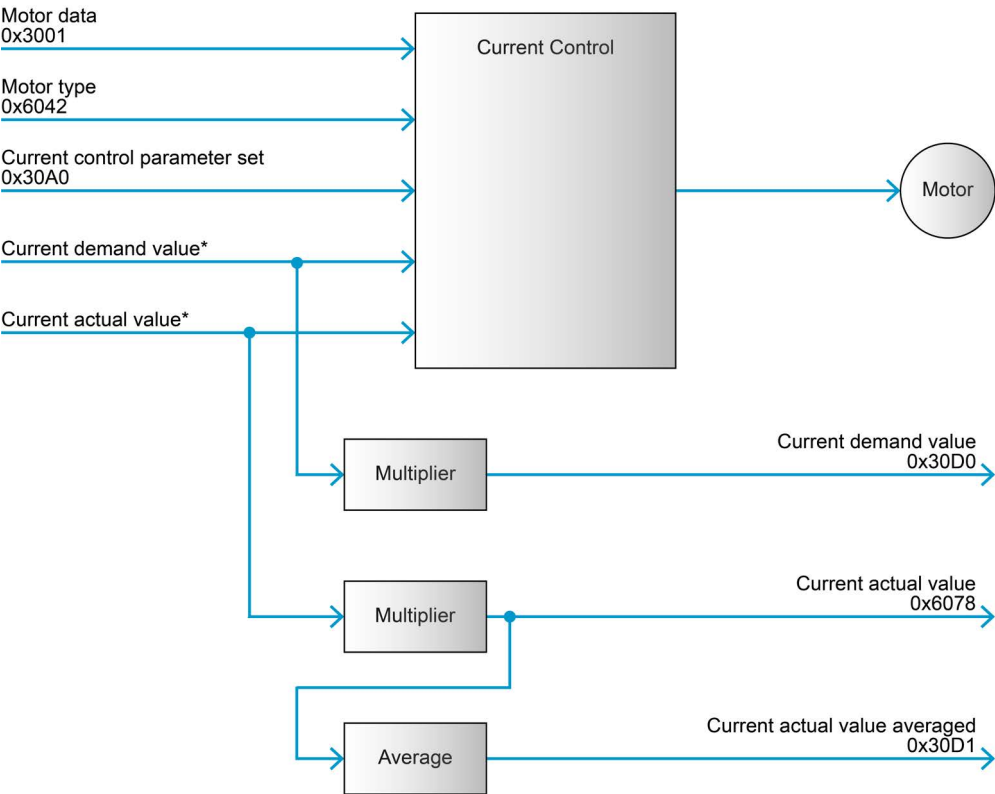 Motor data
0x3001
Current Control
Motor type
0x6042
Current control parameter set
0x30A0
Motor
Current demand value*
Current actual value*
Multiplier
Current demand value
0x30D0
Multiplier
Current actual value
0x6078
Average
Current actual value averaged
0x30D1